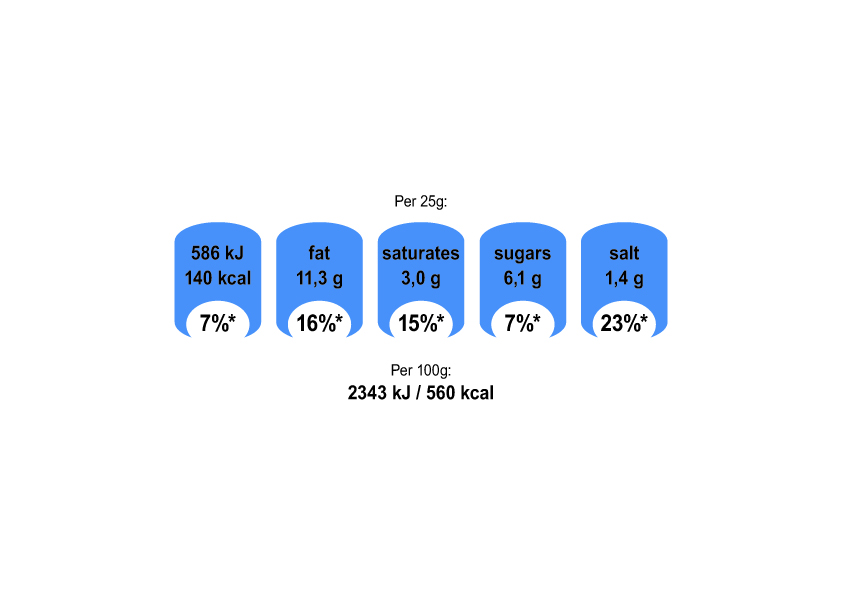 Per 25g:
586 kJ
140 kcal
7%*
fat
11,3 g
16%*
saturates
3,0 g
15%*
sugars
6,1 g
7%*
salt
1,4 g
23%*
Per 100g:
2343 kJ / 560 kcal